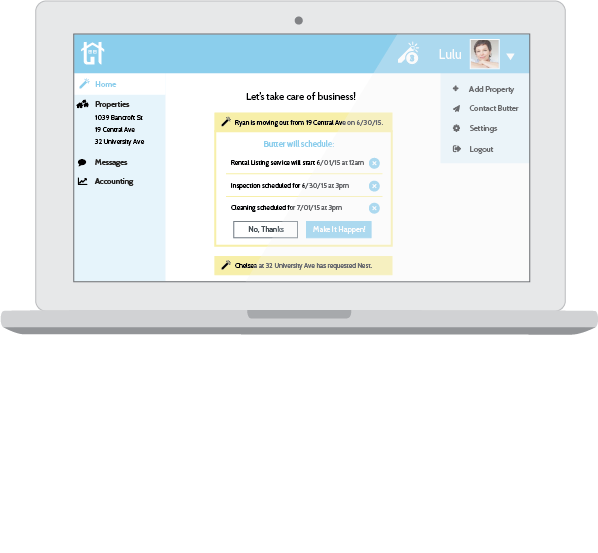 Lulu
Home
Properties
1039 Bancroft St
19 Central Ave
32 University Ave
Messages
Accounting
Let's take care of business!
Ryan is moving out from 19 Central Ave on 6/30/15.
Butter will schedule:
Rental Listing service will start 6/01/15 at 12am
Inspection scheduled for 6/30/15 at 3pm
Cleaning scheduled for 7/01/15 at 3pm
No, Thanks
Make It Happen!
Chelsea at 32 University Ave has requested Nest.
Add Property
Contact Butter
Settings
Logout